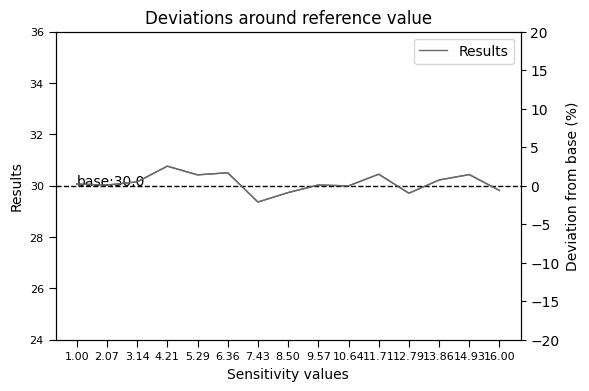 Deviations around reference value
Results
36
34
32
30
28
26
24
Results
base:30.0
20
15
10
5
0
−5
−10
−15
−20
Deviation from base (%)
1.00 2.07 3.14 4.21 5.29 6.36 7.43 8.50 9.57 10.64 11.71 12.79 13.86 14.93 16.00
Sensitivity values